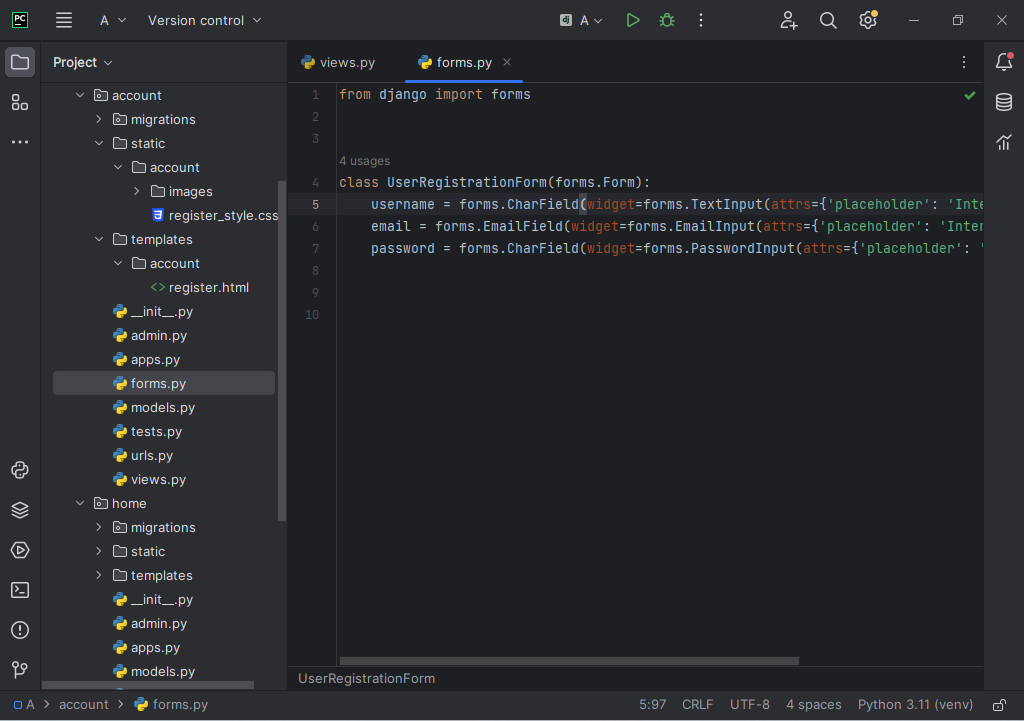 PC A Version control dj A
Project
views.py forms.py
account
migrations
static
account
images
register_style.css
templates
account
register.html
__init__.py
admin.py
apps.py
forms.py
models.py
tests.py
urls.py
views.py
home
migrations
static
templates
__init__.py
admin.py
apps.py
models.py
1 from django import forms
2
3
4 usages
4 class UserRegistrationForm(forms.Form):
5 username = forms.CharField(widget=forms.TextInput(attrs={'placeholder': 'Inte
6 email = forms.EmailField(widget=forms.EmailInput(attrs={'placeholder': 'Inter
7 password = forms.CharField(widget=forms.PasswordInput(attrs={'placeholder': '
8
9
10
UserRegistrationForm
A > account > forms.py 5:97 CRLF UTF-8 4 spaces Python 3.11 (venv)